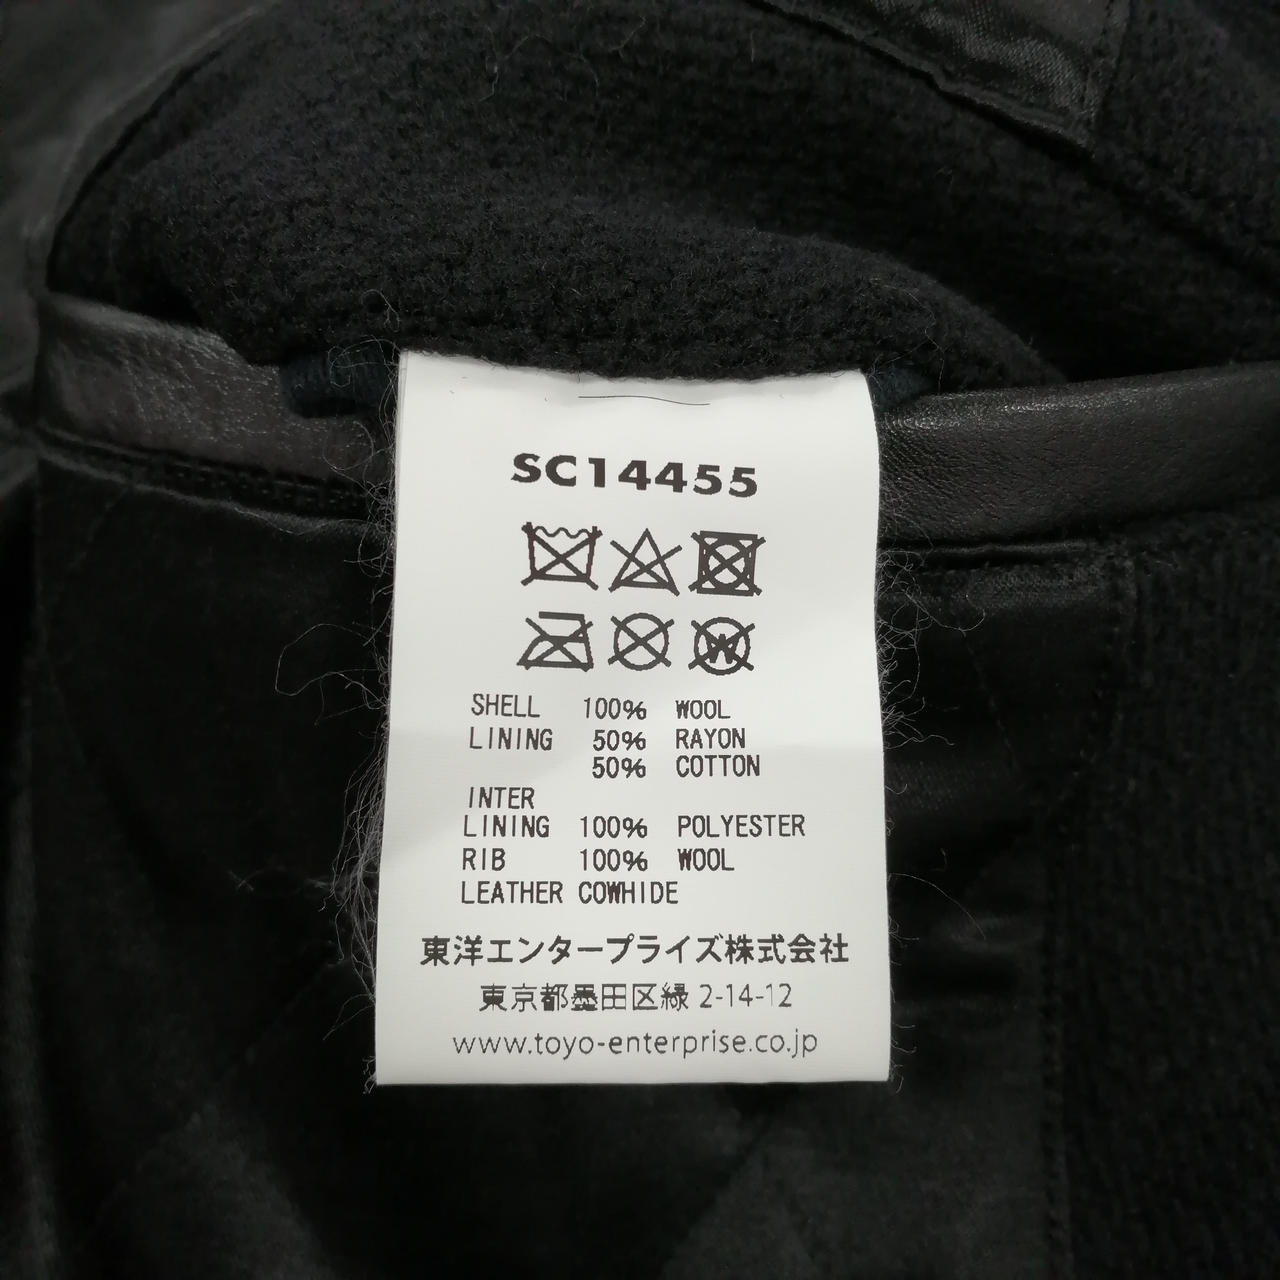 SC14455
SHELL 100% WOOL
LINING 50% RAYON
50% COTTON
INTER
LINING 100% POLYESTER
RIB 100% WOOL
LEATHER COWHIDE
東洋エンタープライズ株式会社
東京都墨田区緑 2-14-12
www.toyo-enterprise.co.jp